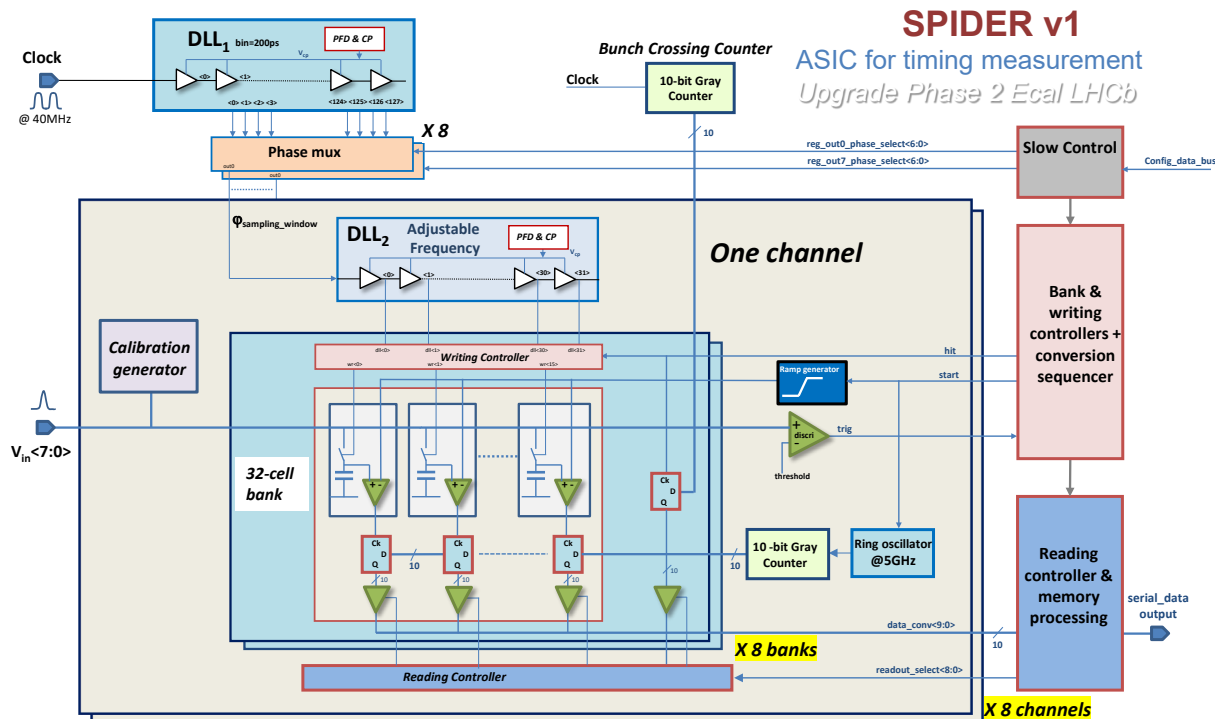 SPIDER v1
ASIC for timing measurement
Upgrade Phase 2 Ecal LHCb
DLL1 bin=200ps
PFD & CP
Vcp
Clock
@ 40MHz
<0>
<1>
<124>
<125>
<0>
<1>
<2>
<3>
<124>
<125>
<126
<127>
X 8
Phase mux
out0
out0
Bunch Crossing Counter
Clock
10-bit Gray
Counter
10
reg_out0_phase_select<6:0>
reg_out7_phase_select<6:0>
Slow Control
Config_data_bus
φsampling_window
DLL2
Adjustable
Frequency
PFD & CP
Vcp
<0>
<1>
<30>
<31>
One channel
Bank &
writing
controllers +
conversion
sequencer
Calibration
generator
dll<0>
dll<1>
dll<30>
dll<31>
Writing Controller
wr<0>
wr<1>
wr<15>
hit
start
Ramp generator
+
-
discri
trig
threshold
Vin<7:0>
32-cell
bank
+ -
+ -
+ -
Ck
D
Q
Ck
D
Q
Ck
D
Q
Ck
D
Q
10
10
10
10
10
10
10 -bit Gray
Counter
Ring oscillator
@5GHz
Reading
controller &
memory
processing
serial_data
output
data_conv<9:0>
10
X 8 banks
readout_select<8:0>
Reading Controller
X 8 channels